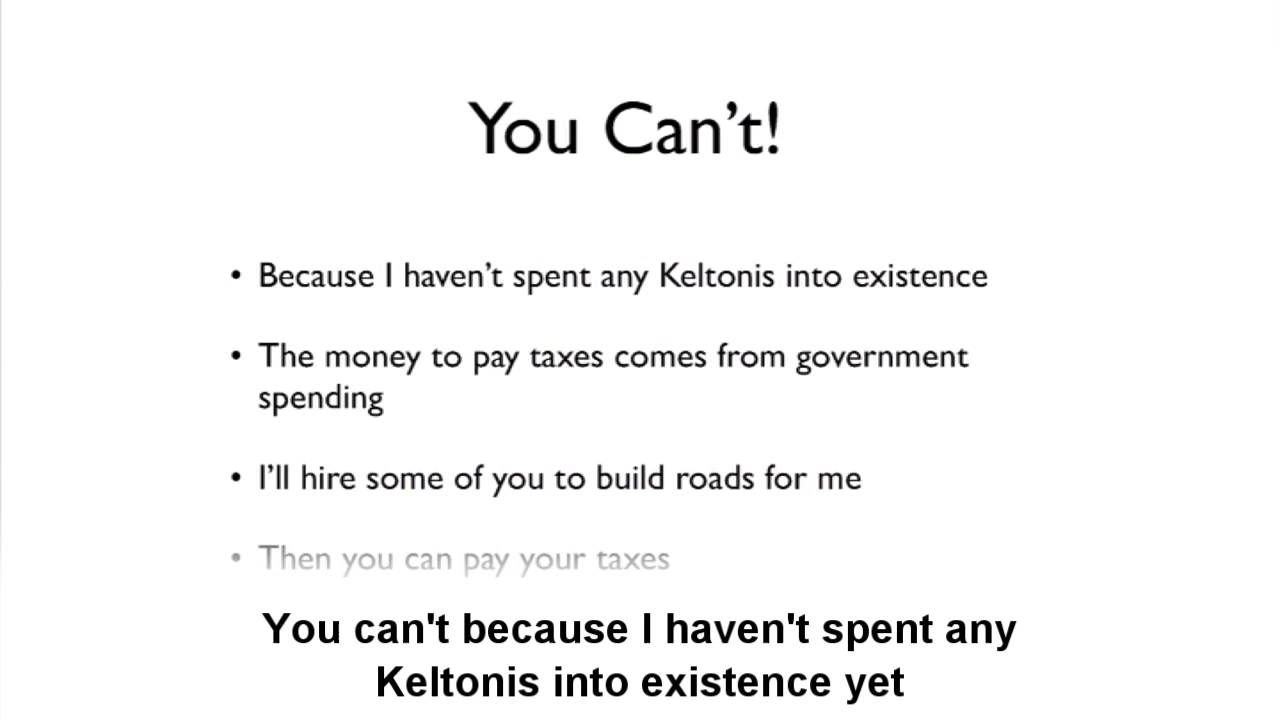 You Can’t!
• Because I haven’t spent any Keltonis into existence
• The money to pay taxes comes from government
spending
• I’ll hire some of you to build roads for me
• Then you can pay your taxes
You can't because I haven't spent any
Keltonis into existence yet